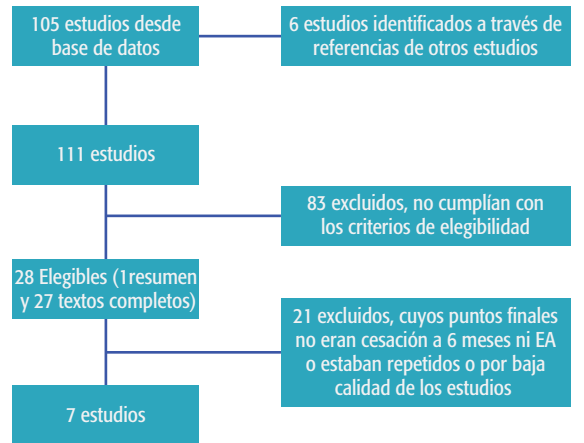 105 estudios desde
base de datos
6 estudios identificados a través de
referencias de otros estudios
111 estudios
83 excluidos, no cumplían con
los criterios de elegibilidad
28 Elegibles (1resumen
y 27 textos completos)
21 excluidos, cuyos puntos finales
no eran cesación a 6 meses ni EA
o estaban repetidos o por baja
calidad de los estudios
7 estudios